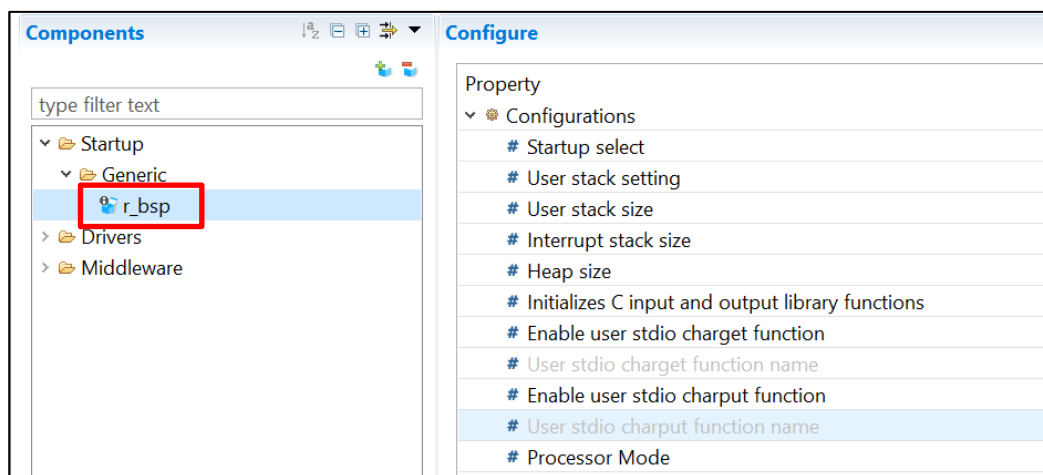 Components
type filter text
Startup
Generic
r_bsp
Drivers
Middleware
Configure
Property
Configurations
# Startup select
# User stack setting
# User stack size
# Interrupt stack size
# Heap size
# Initializes C input and output library functions
# Enable user stdio charget function
# User stdio charget function name
# Enable user stdio charput function
# User stdio charput function name
# Processor Mode